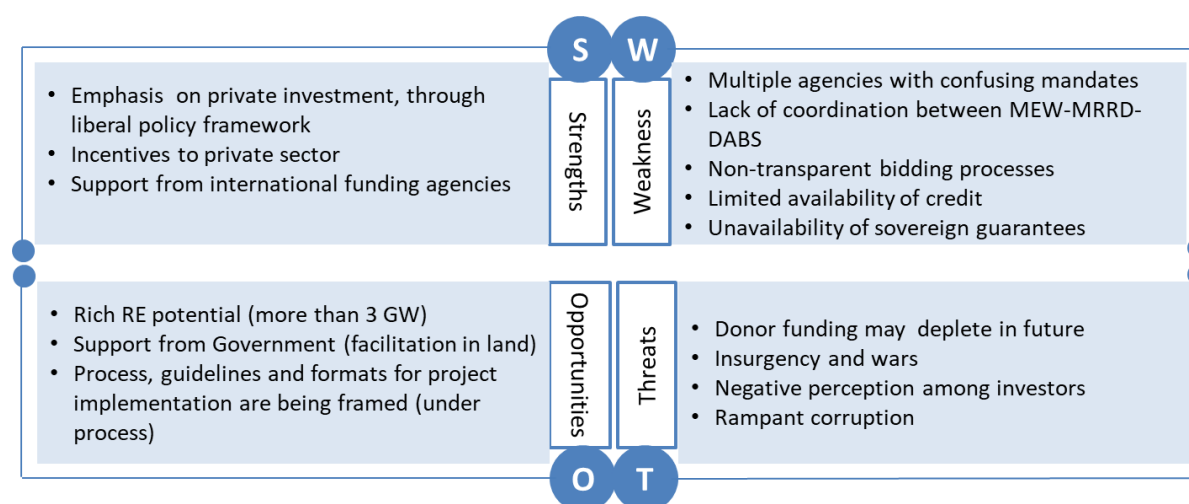 S W
• Emphasis on private investment, through
liberal policy framework
• Incentives to private sector
• Support from international funding agencies
Strengths
Weakness
• Multiple agencies with confusing mandates
• Lack of coordination between MEW-MRRD-
DABS
• Non-transparent bidding processes
• Limited availability of credit
• Unavailability of sovereign guarantees
• Rich RE potential (more than 3 GW)
• Support from Government (facilitation in land)
• Process, guidelines and formats for project
implementation are being framed (under
process)
Opportunities
Threats
• Donor funding may deplete in future
• Insurgency and wars
• Negative perception among investors
• Rampant corruption
O T